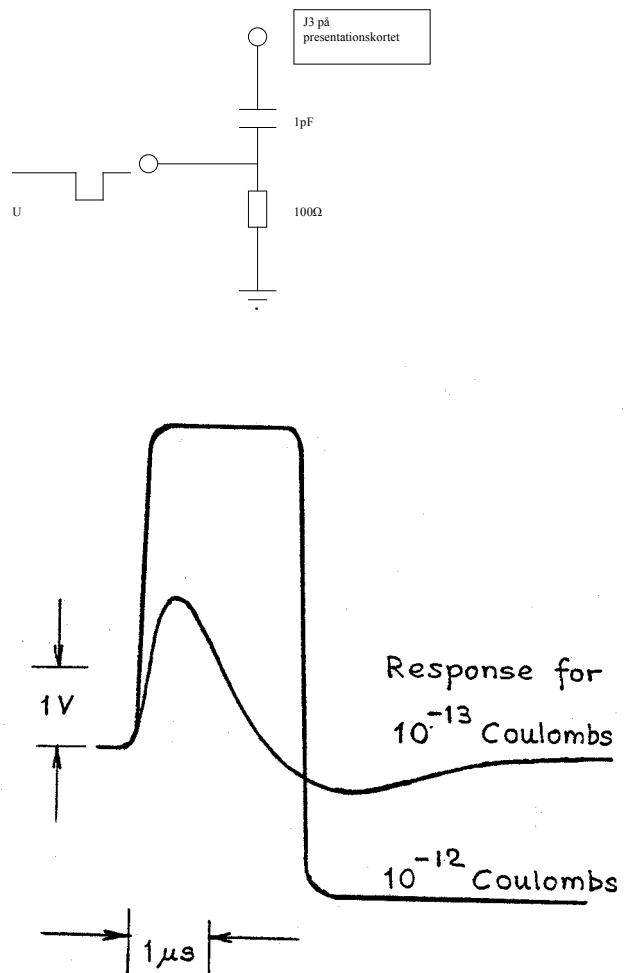 J3 på
presentationskortet
1pF
U
100Ω
1V
Response for
10⁻¹³ Coulombs
10⁻¹² Coulombs
1μs